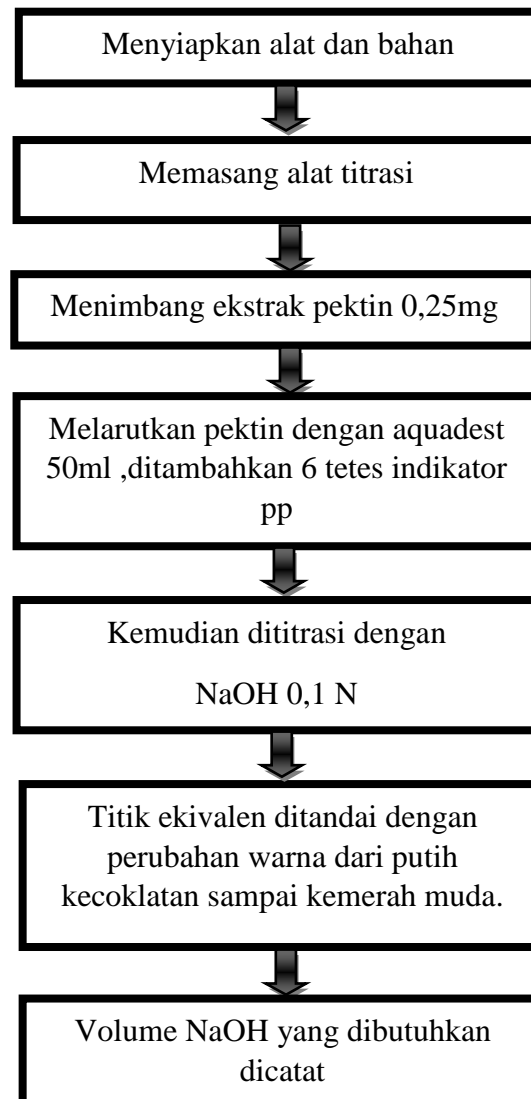 Menyiapkan alat dan bahan
Memasang alat titrasi
Menimbang ekstrak pektin 0,25mg
Melarutkan pektin dengan aquadest
50ml ,ditambahkan 6 tetes indikator
pp
Kemudian dititrasi dengan
NaOH 0,1 N
Titik ekivalen ditandai dengan
perubahan warna dari putih
kecoklatan sampai kemerah muda.
Volume NaOH yang dibutuhkan
dicatat